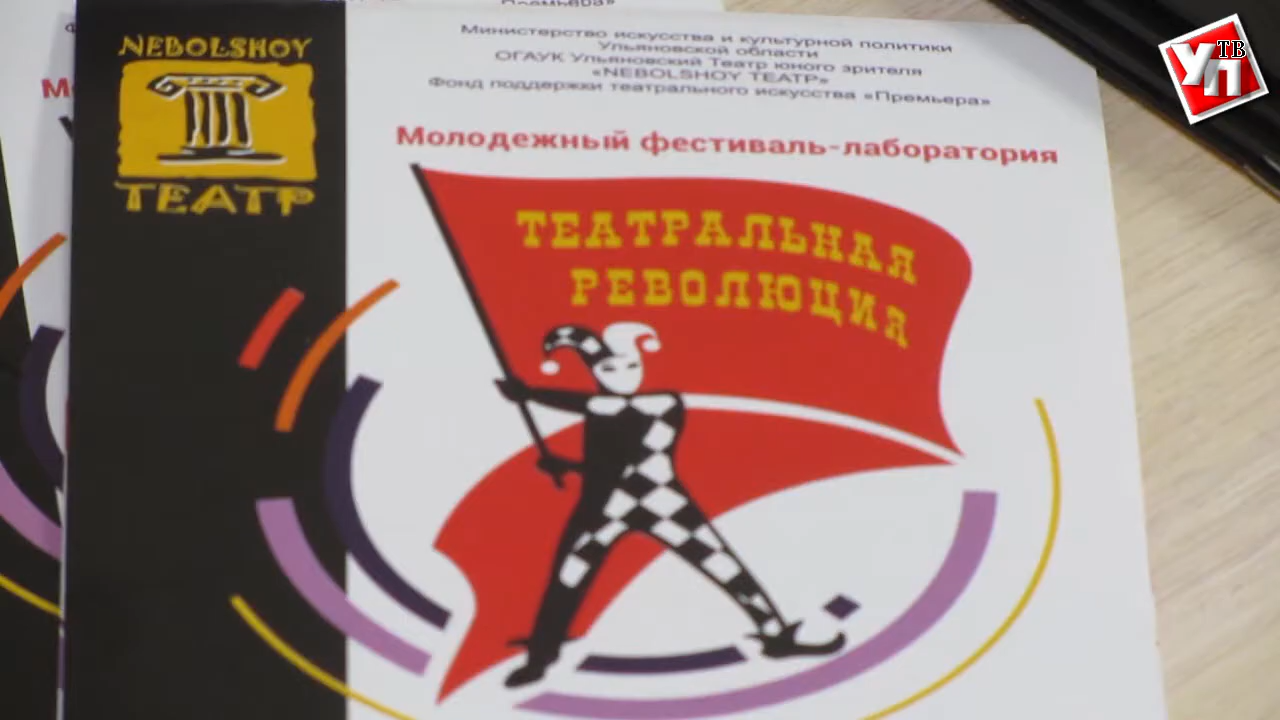 NEBOLSHOY
ТЕАТР
Министерство искусства и культурной политики
Ульяновской области
ОГАУК Ульяновский Театр юного зрителя
«NEBOLSHOY ТЕАТР»
Фонд поддержки театрального искусства «Премьера»
Молодежный фестиваль-лаборатория
ТЕАТРАЛЬНАЯ
РЕВОЛЮЦИЯ
УП ТВ